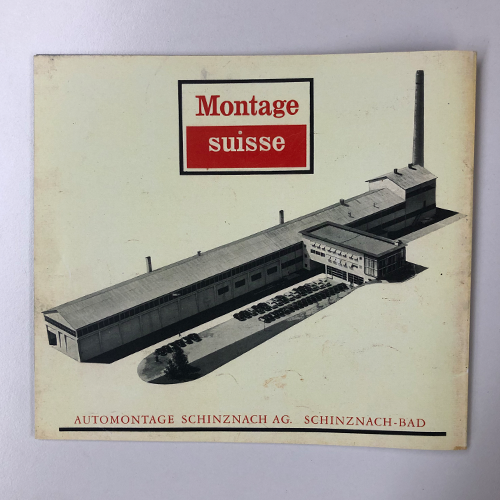 Montage
suisse
AUTOMONTAGE SCHINZNACH AG. SCHINZNACH-BAD